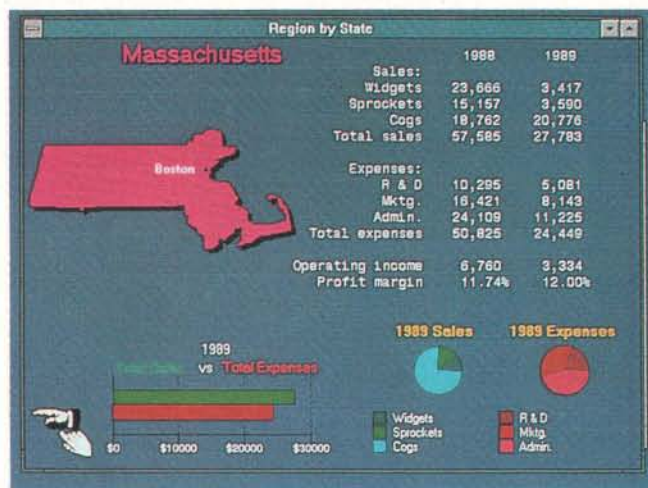 Region by State
Massachusetts
1988 1989
Sales:
Widgets 23,666 3,417
Sprockets 15,157 3,590
Cogs 18,762 20,776
Total sales 57,585 27,783
Boston
Expenses:
R & D 10,295 5,081
Mktg. 16,421 8,143
Admin. 24,109 11,225
Total expenses 50,825 24,449
Operating income 6,760 3,334
Profit margin 11.74% 12.00%
1989 Sales 1989 Expenses
1989
Total Sales vs Total Expenses
$0 $10000 $20000 $30000
Widgets
Sprockets
Cogs
R & D
Mktg.
Admin.